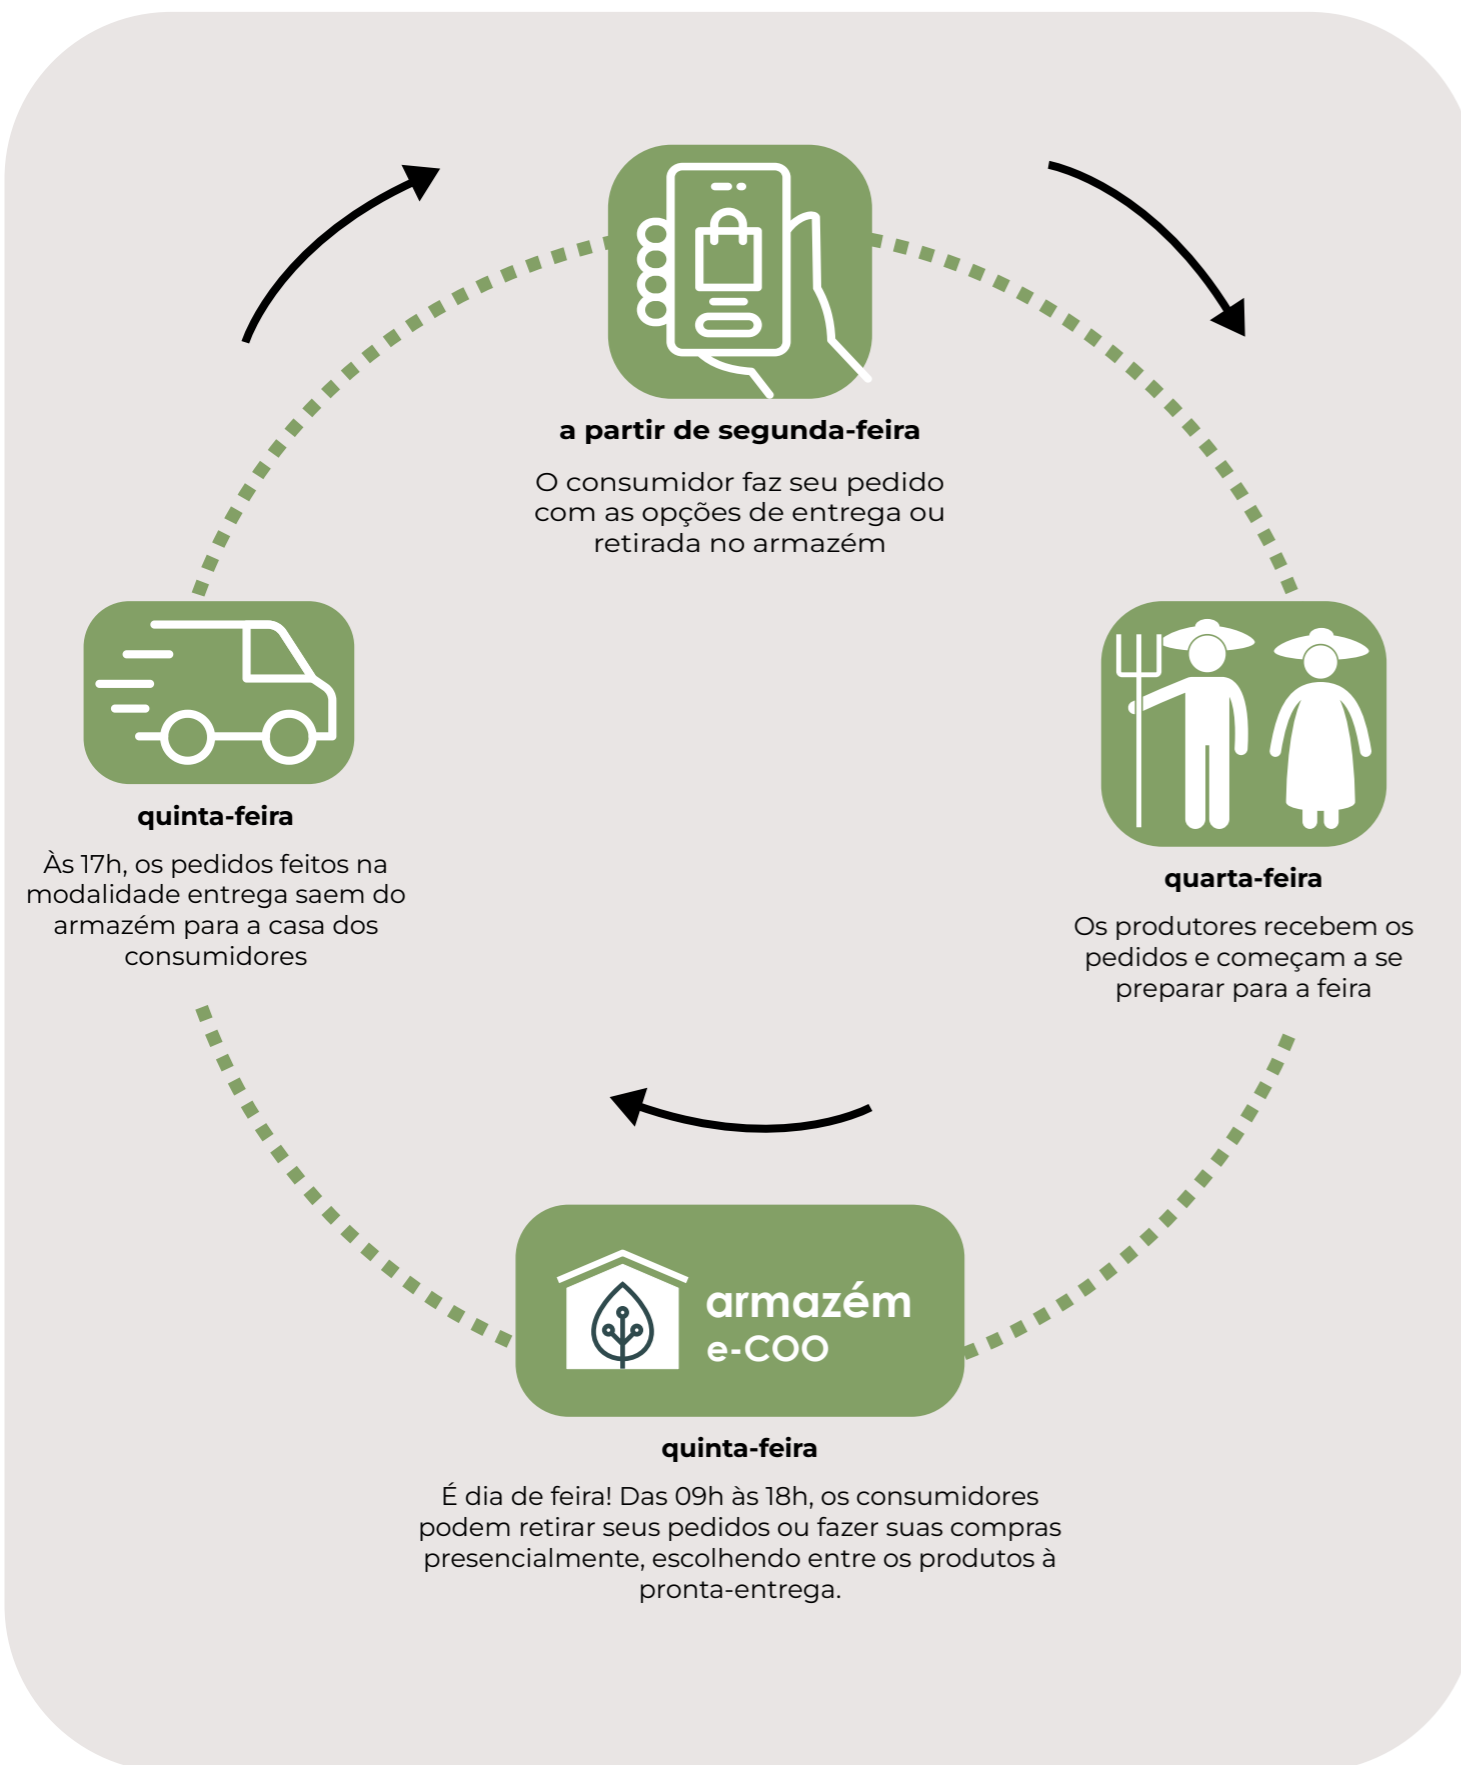 a partir de segunda-feira
O consumidor faz seu pedido
com as opções de entrega ou
retirada no armazém
quarta-feira
Os produtores recebem os
pedidos e começam a se
preparar para a feira
armazém
e-COO
quinta-feira
É dia de feira! Das 09h às 18h, os consumidores
podem retirar seus pedidos ou fazer suas compras
presencialmente, escolhendo entre os produtos à
pronta-entrega.
quinta-feira
Às 17h, os pedidos feitos na
modalidade entrega saem do
armazém para a casa dos
consumidores